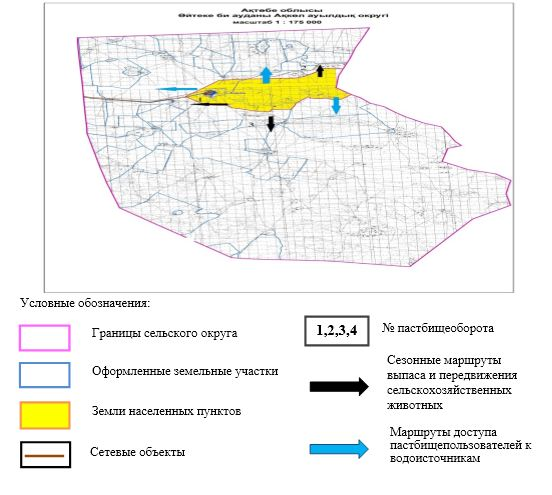 Ақтөбе облысы
Әйтеке би ауданы Ақкөл ауылдық округі
масштаб 1 : 175 000
Условные обозначения:
Границы сельского округа
Оформленные земельные участки
Земли населенных пунктов
Сетевые объекты
1,2,3,4
№ пастбищеоборота
Сезонные маршруты
выпаса и передвижения
сельскохозяйственных
животных
Маршруты доступа
пастбищепользователей к
водоисточникам